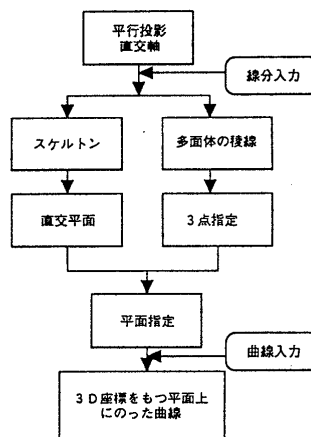 平行投影
直交軸
線分入力
スケルトン
多面体の稜線
直交平面
3点指定
平面指定
曲線入力
3D座標をもつ平面上
にのった曲線